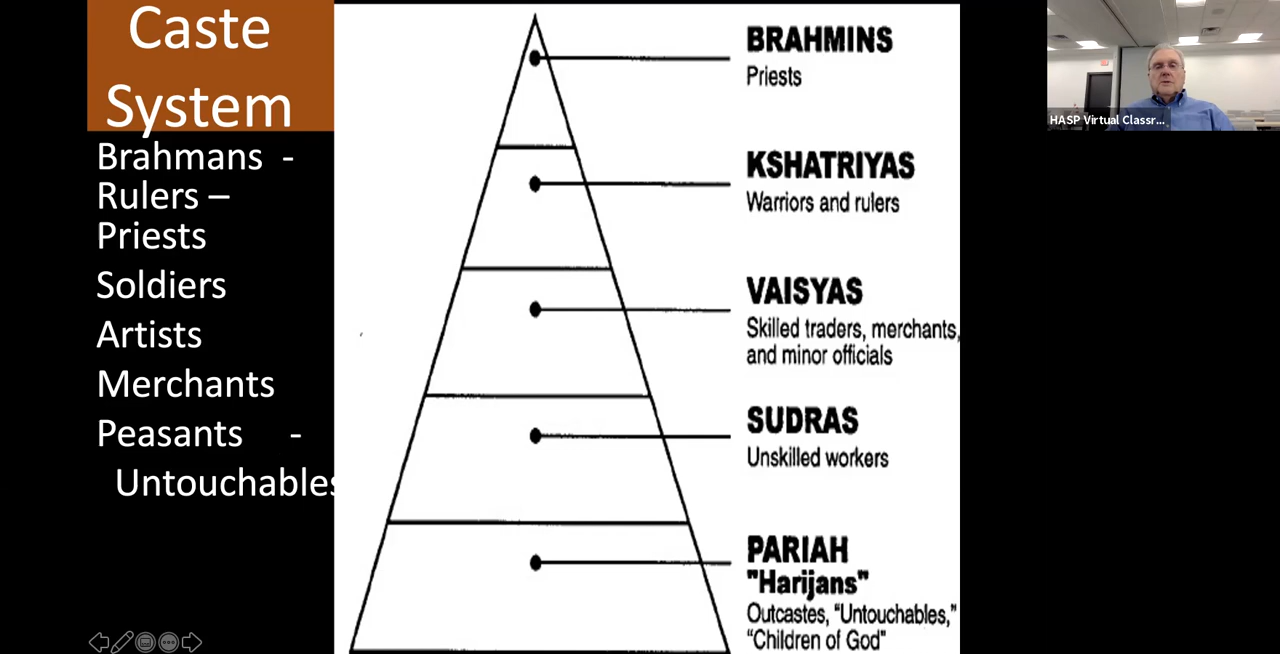 Caste
System
Brahmans -
Rulers –
Priests
Soldiers
Artists
Merchants
Peasants -
Untouchables
BRAHMINS
Priests
KSHATRIYAS
Warriors and rulers
VAISYAS
Skilled traders, merchants,
and minor officials
SUDRAS
Unskilled workers
PARIAH
"Harijans"
Outcastes, "Untouchables,"
"Children of God"
HASP Virtual Classr...